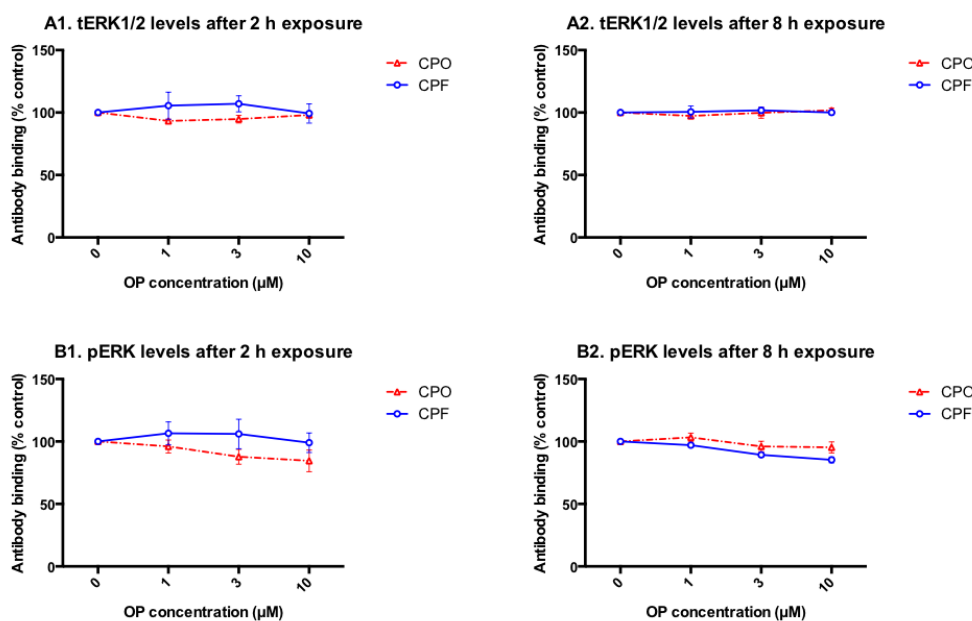 A1. tERK1/2 levels after 2 h exposure
150
100
50
0
Antibody binding (% control)
0
1
3
10
OP concentration (µM)
CPO
CPF
A2. tERK1/2 levels after 8 h exposure
150
100
50
0
Antibody binding (% control)
0
1
3
10
OP concentration (µM)
CPO
CPF
B1. pERK levels after 2 h exposure
150
100
50
0
Antibody binding (% control)
0
1
3
10
OP concentration (µM)
CPO
CPF
B2. pERK levels after 8 h exposure
150
100
50
0
Antibody binding (% control)
0
1
3
10
OP concentration (µM)
CPO
CPF